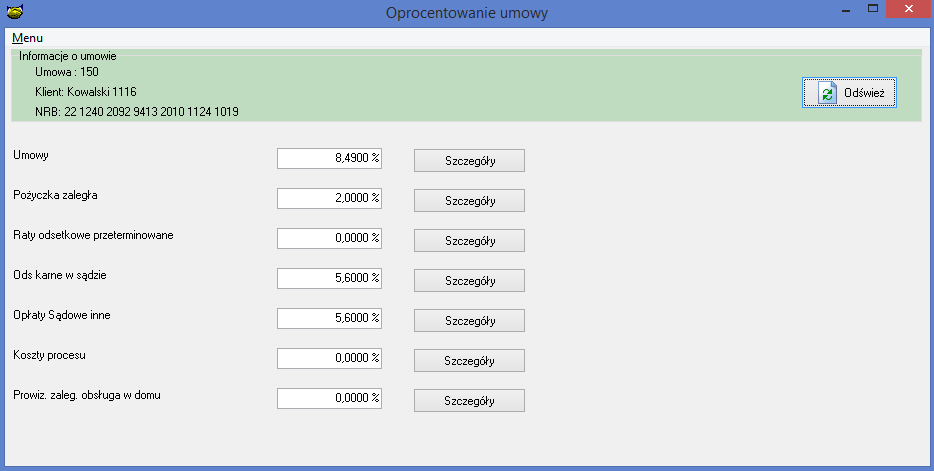 Oprocentowanie umowy
Menu
Informacje o umowie
Umowa : 150
Klient: Kowalski 1116
NRB: 22 1240 2092 9413 2010 1124 1019
Odśwież
Umowy 8,4900 % Szczegóły
Pożyczka zaległa 2,0000 % Szczegóły
Raty odsetkowe przeterminowane 0,0000 % Szczegóły
Ods karne w sądzie 5,6000 % Szczegóły
Opłaty Sądowe inne 5,6000 % Szczegóły
Koszty procesu 0,0000 % Szczegóły
Prowiz. zaleg. obsługa w domu 0,0000 % Szczegóły